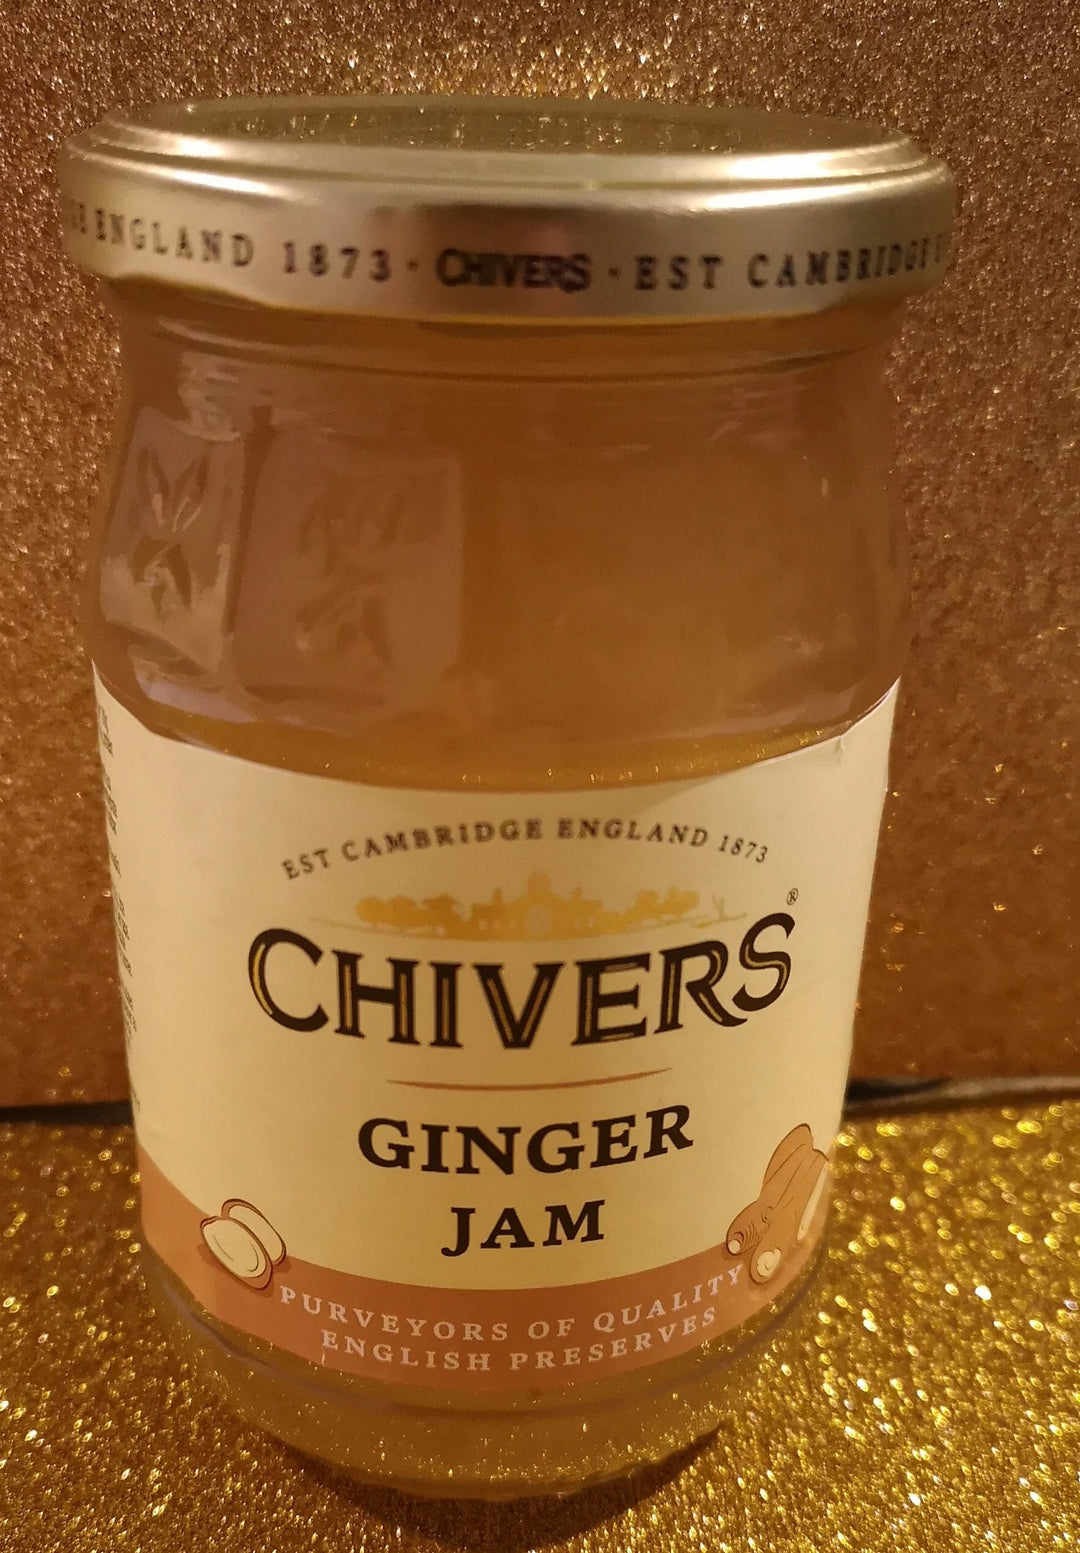 ENGLAND 1873 · CHIVERS · EST CAMBRIDGE
EST CAMBRIDGE ENGLAND 1873
CHIVERS®
GINGER
JAM
PURVEYORS OF QUALITY
ENGLISH PRESERVES